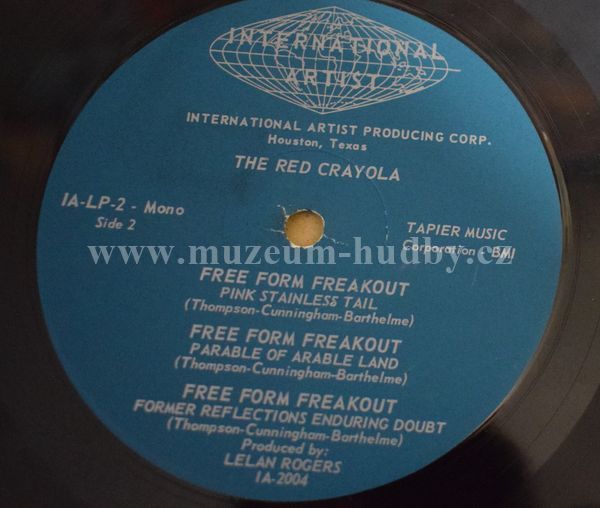 INTERNATIONAL
ARTIST
INTERNATIONAL ARTIST PRODUCING CORP.
Houston, Texas
THE RED CRAYOLA
IA-LP-2 - Mono
Side 2
TAPIER MUSIC
Corporation - BMI
www.muzeum-hudby.cz
FREE FORM FREAKOUT
PINK STAINLESS TAIL
(Thompson-Cunningham-Barthelme)
FREE FORM FREAKOUT
PARABLE OF ARABLE LAND
(Thompson-Cunningham-Barthelme)
FREE FORM FREAKOUT
FORMER REFLECTIONS ENDURING DOUBT
(Thompson-Cunningham-Barthelme)
Produced by:
LELAN ROGERS
IA-2004